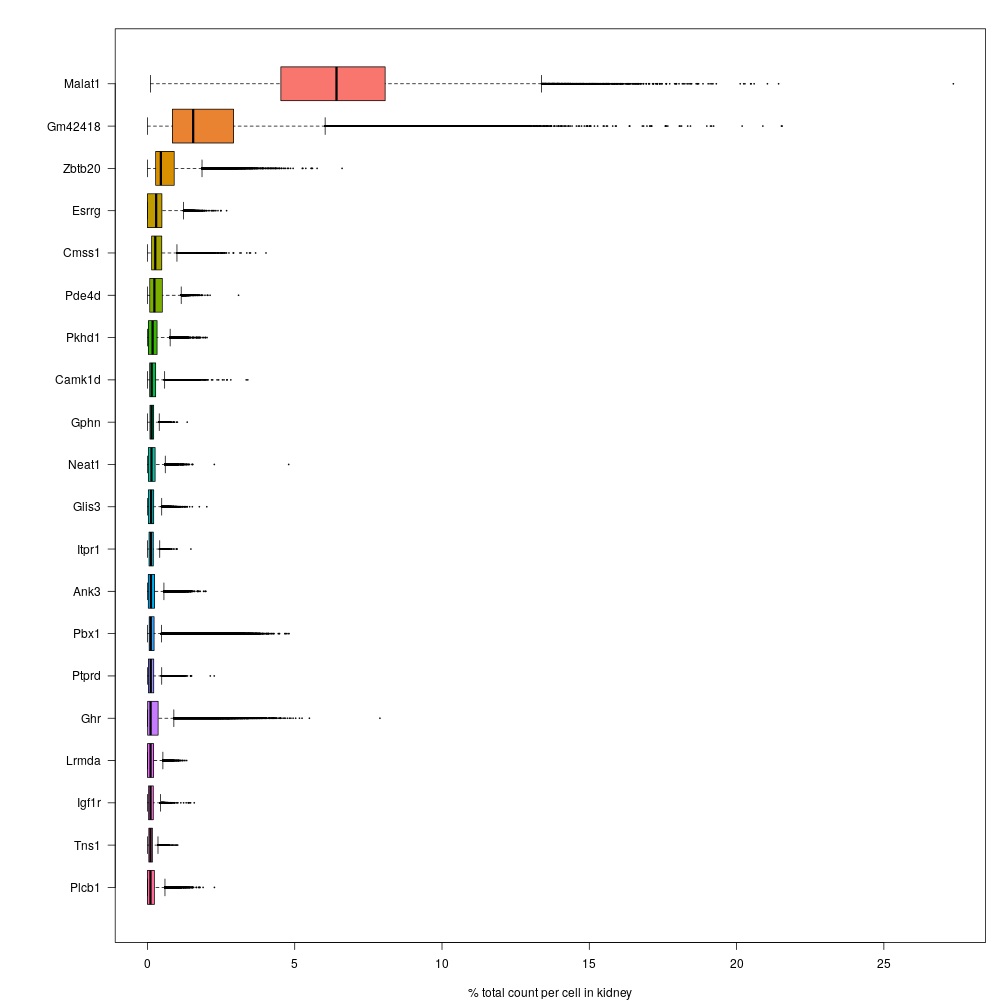 Malat1
Gm42418
Zbtb20
Esrrg
Cmss1
Pde4d
Pkhd1
Camk1d
Gphn
Neat1
Glis3
Itpr1
Ank3
Pbx1
Ptprd
Ghr
Lrmda
Igf1r
Tns1
Plcb1
0 5 10 15 20 25
% total count per cell in kidney